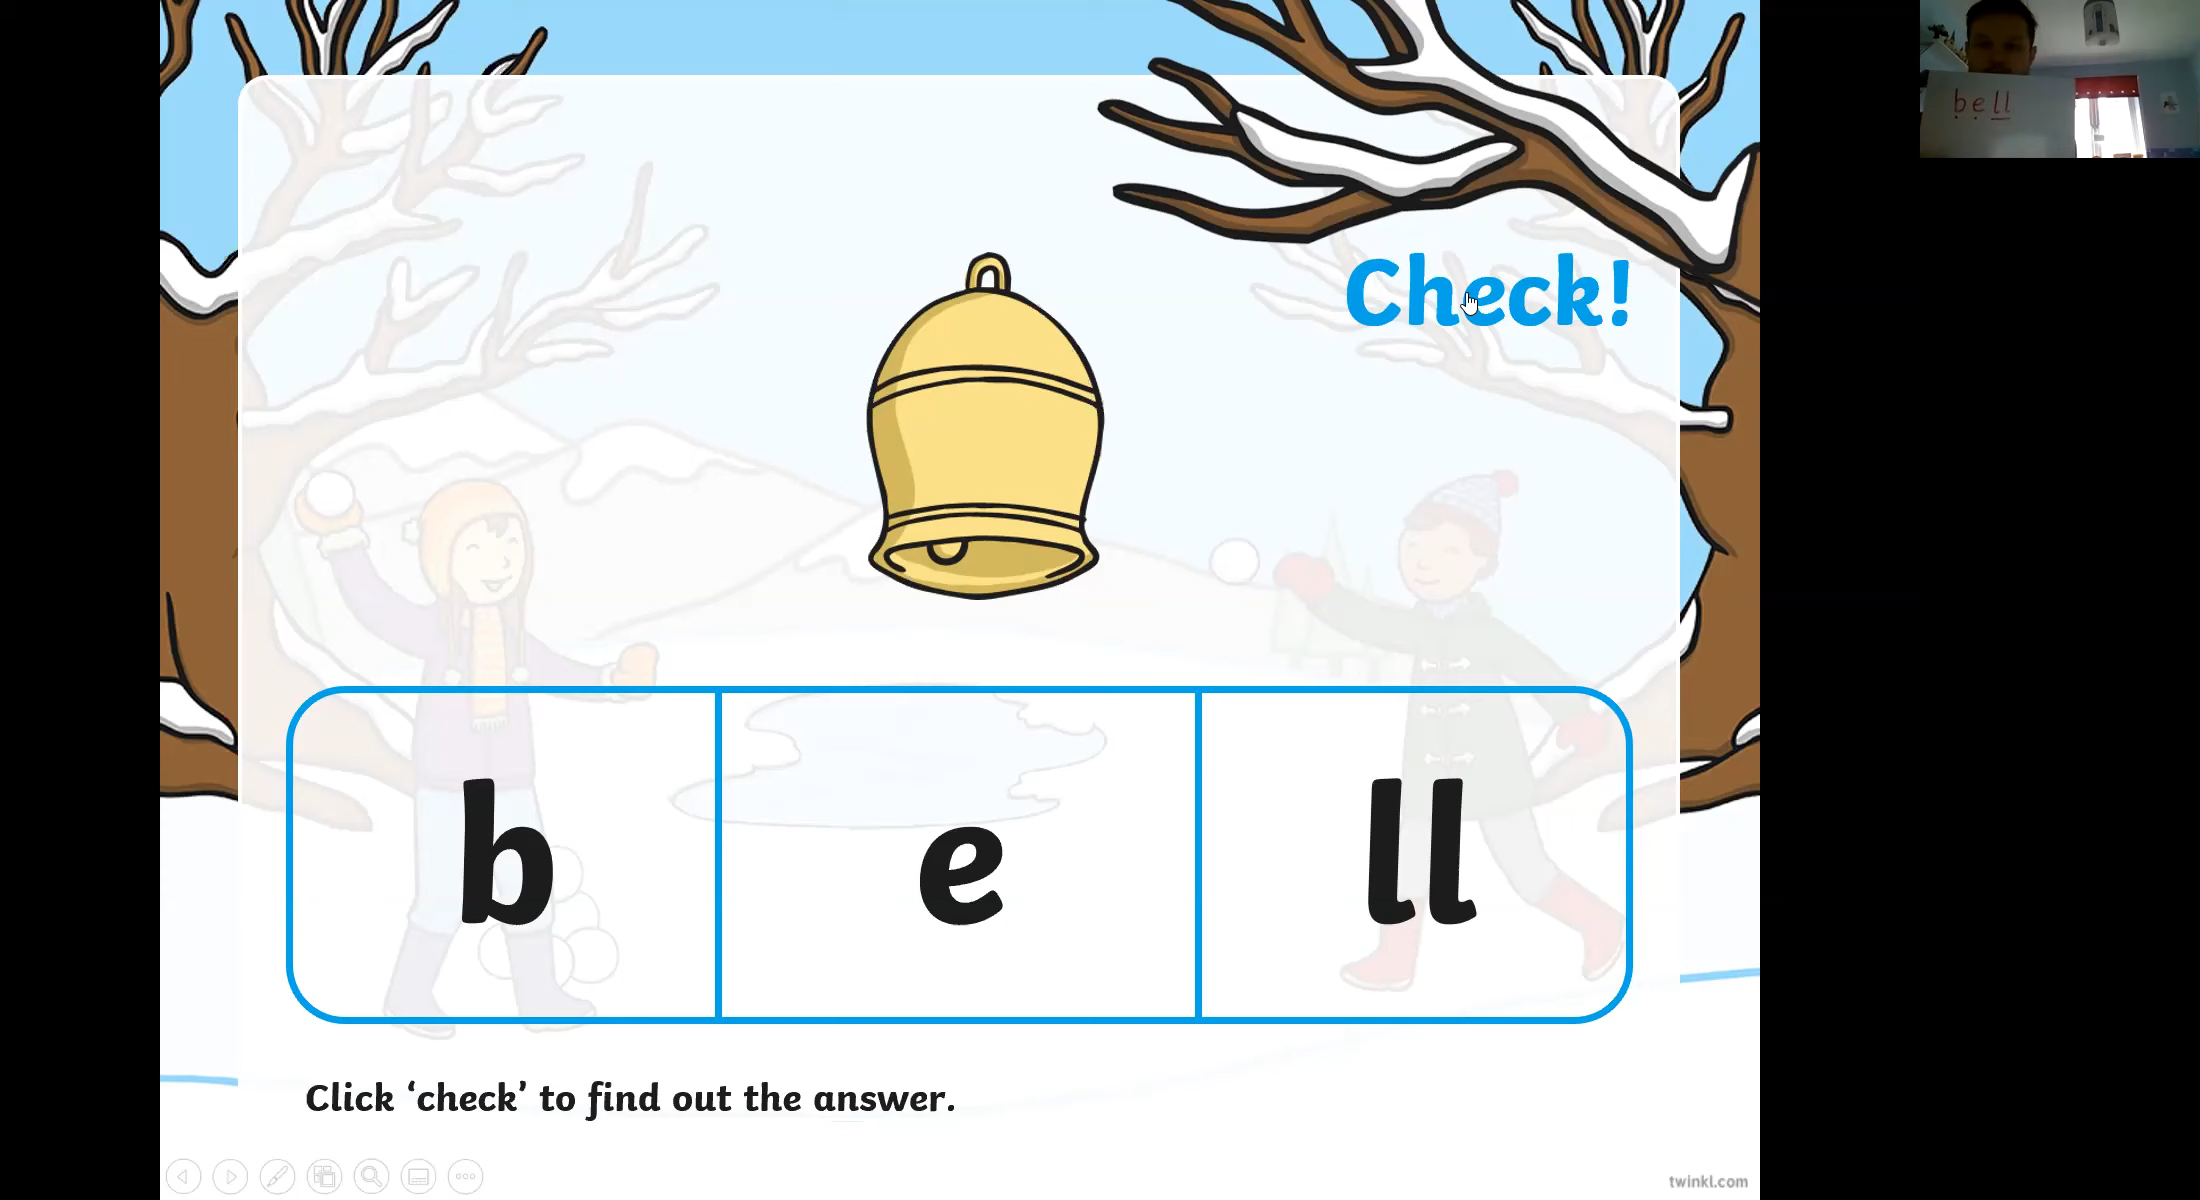 bell
Check!
b e ll
Click ‘check’ to find out the answer.
twinkl.com